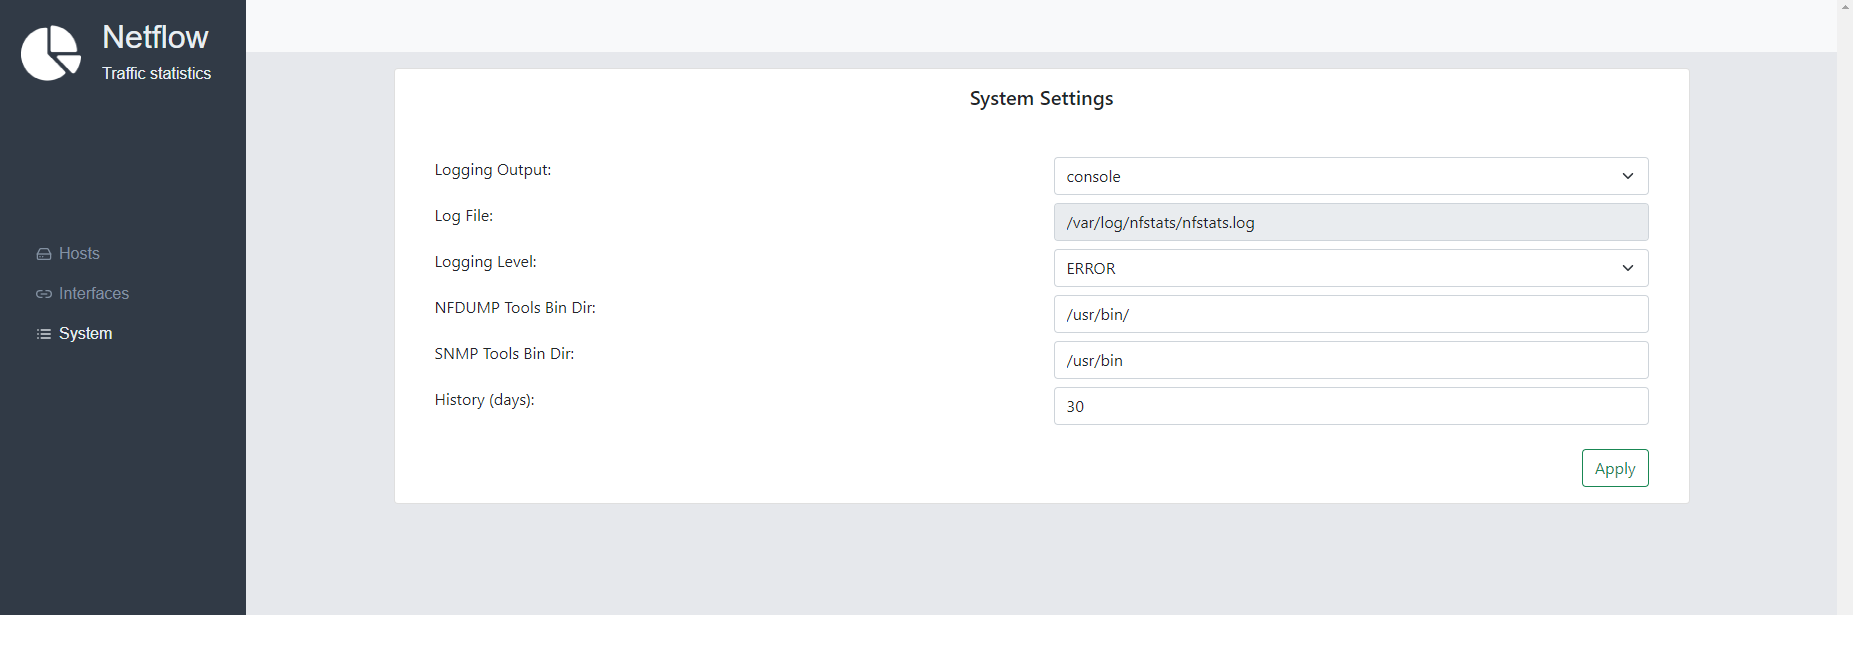 Netflow
Traffic statistics
Hosts
Interfaces
System
System Settings
Logging Output:
console
Log File:
/var/log/nfstats/nfstats.log
Logging Level:
ERROR
NFDUMP Tools Bin Dir:
/usr/bin/
SNMP Tools Bin Dir:
/usr/bin
History (days):
30
Apply